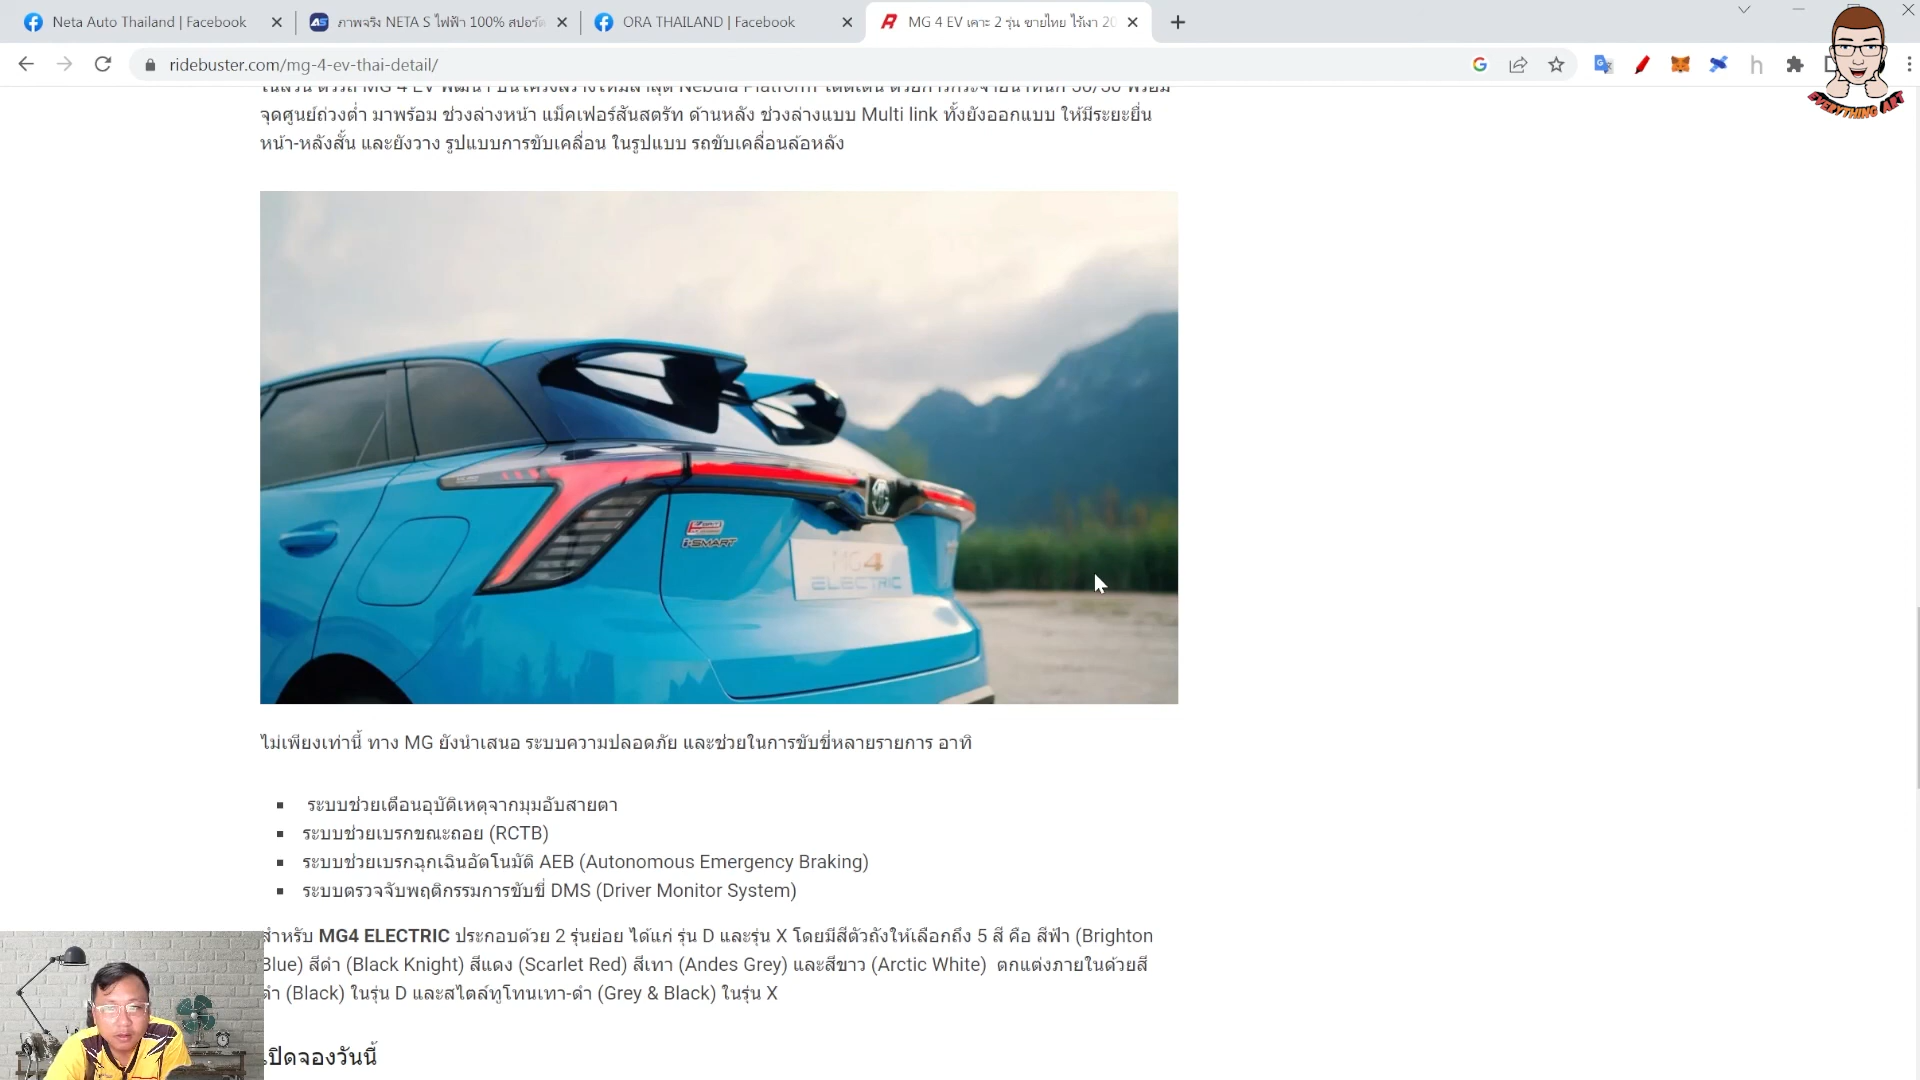 Neta Auto Thailand | Facebook
ภาพจริง NETA S ไฟฟ้า 100% สปอร์ต
ORA THAILAND | Facebook
MG 4 EV เคาะ 2 รุ่น ขายไทย ไร้เงา 20
ridebuster.com/mg-4-ev-thai-detail/
EVERYTHING ART
ในส่วน ตัวรถ MG 4 EV พัฒนา บนโครงสร้างใหม่ล่าสุด Nebula Platform โดดเด่น ด้วยการกระจายน้ำหนัก 50/50 พร้อม
จุดศูนย์ถ่วงต่ำ มาพร้อม ช่วงล่างหน้า แม็คเฟอร์สันสตรัท ด้านหลัง ช่วงล่างแบบ Multi link ทั้งยังออกแบบ ให้มีระยะยื่น
หน้า-หลังสั้น และยังวาง รูปแบบการขับเคลื่อน ในรูปแบบ รถขับเคลื่อนล้อหลัง
i-SMART
MG4
ELECTRIC
ไม่เพียงเท่านี้ ทาง MG ยังนำเสนอ ระบบความปลอดภัย และช่วยในการขับขี่หลายรายการ อาทิ
ระบบช่วยเตือนอุบัติเหตุจากมุมอับสายตา
ระบบช่วยเบรกขณะถอย (RCTB)
ระบบช่วยเบรกฉุกเฉินอัตโนมัติ AEB (Autonomous Emergency Braking)
ระบบตรวจจับพฤติกรรมการขับขี่ DMS (Driver Monitor System)
สำหรับ MG4 ELECTRIC ประกอบด้วย 2 รุ่นย่อย ได้แก่ รุ่น D และรุ่น X โดยมีสีตัวถังให้เลือกถึง 5 สี คือ สีฟ้า (Brighton
Blue) สีดำ (Black Knight) สีแดง (Scarlet Red) สีเทา (Andes Grey) และสีขาว (Arctic White) ตกแต่งภายในด้วยสี
ดำ (Black) ในรุ่น D และสไตล์ทูโทนเทา-ดำ (Grey & Black) ในรุ่น X
เปิดจองวันนี้